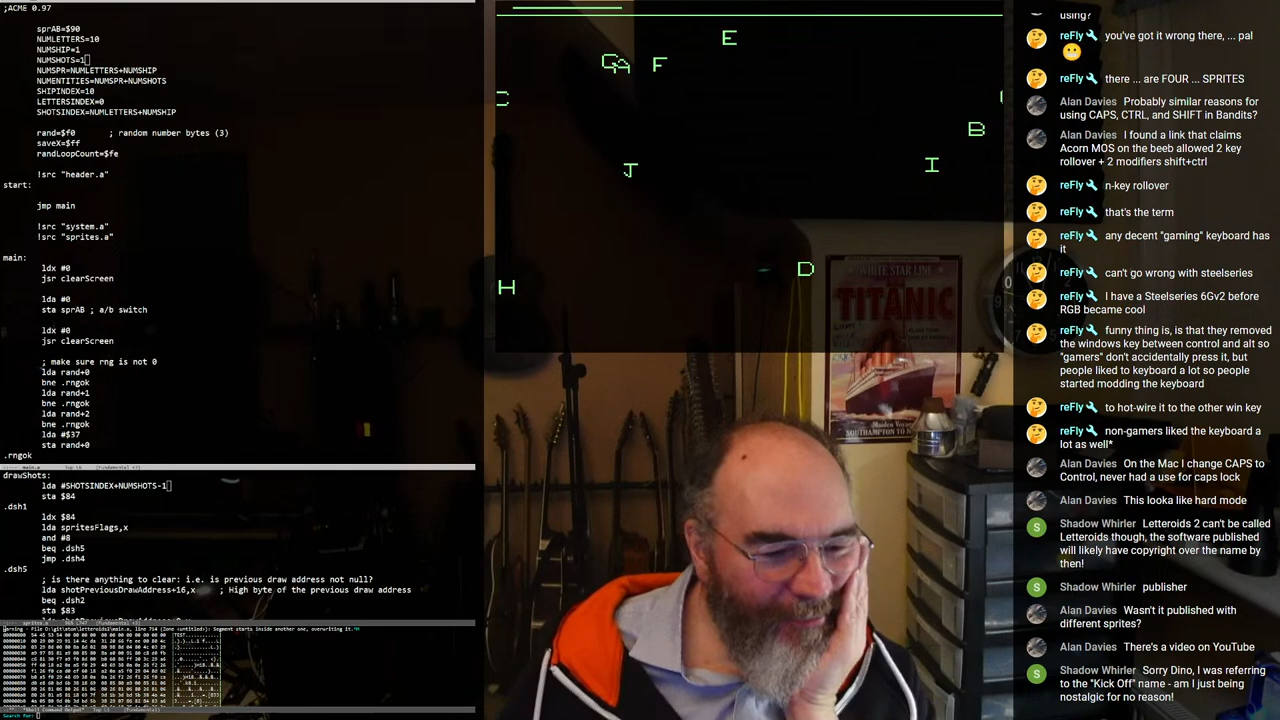 ;ACME 0.97
sprAB=$90
NUMLETTERS=10
NUMSHIP=1
NUMSHOTS=1
NUMSPR=NUMLETTERS+NUMSHIP
NUMENTITIES=NUMSPR+NUMSHOTS
SHIPINDEX=10
LETTERSINDEX=0
SHOTSINDEX=NUMLETTERS+NUMSHIP
rand=$f0 ; random number bytes (3)
saveX=$ff
randLoopCount=$fe
!src "header.a"
start:
jmp main
!src "system.a"
!src "sprites.a"
main:
ldx #0
jsr clearScreen
lda #0
sta sprAB ; a/b switch
ldx #0
jsr clearScreen
; make sure rng is not 0
lda rand+0
bne .rngok
lda rand+1
bne .rngok
lda rand+2
bne .rngok
lda #$37
sta rand+0
.rngok
drawShots:
lda #SHOTSINDEX+NUMSHOTS-1
sta $84
.dsh1
ldx $84
lda spritesFlags,x
and #8
beq .dsh5
jmp .dsh4
.dsh5
; is there anything to clear: i.e. is previous draw address not null?
lda shotPreviousDrawAddress+16,x ; High byte of the previous draw address
beq .dsh2
sta $83
Search for:
E
F
B
J
I
D
H
WHITE STAR LINE
TITANIC
using?
reFly you've got it wrong there, ... pal
reFly there ... are FOUR ... SPRITES
Alan Davies Probably similar reasons for
using CAPS, CTRL, and SHIFT in Bandits?
Alan Davies I found a link that claims
Acorn MOS on the beeb allowed 2 key
rollover + 2 modifiers shift+ctrl
reFly n-key rollover
reFly that's the term
reFly any decent "gaming" keyboard has
it
reFly can't go wrong with steelseries
reFly I have a Steelseries 6Gv2 before
RGB became cool
reFly funny thing is, is that they removed
the windows key between control and alt so
"gamers" don't accidentally press it, but
people liked to keyboard a lot so people
started modding the keyboard
reFly to hot-wire it to the other win key
reFly non-gamers liked the keyboard a
lot as well*
Alan Davies On the Mac I change CAPS to
Control, never had a use for caps lock
Alan Davies This looka like hard mode
S
Shadow Whirler Letteroids 2 can't be called
Letteroids though, the software published
will likely have copyright over the name by
then!
S
Shadow Whirler publisher
Alan Davies Wasn't it published with
different sprites?
Alan Davies There's a video on YouTube
S
Shadow Whirler Sorry Dino, I was referring
to the "Kick Off" name - am I just being
nostalgic for no reason!